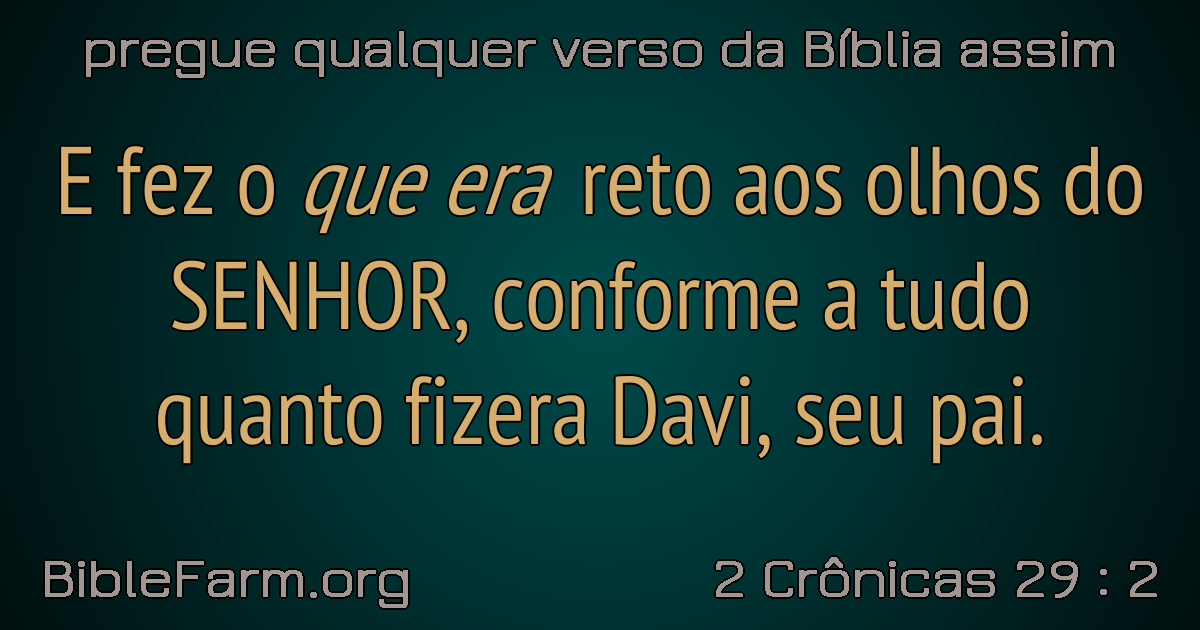 pregue qualquer verso da Bíblia assim
E fez o que era reto aos olhos do
SENHOR, conforme a tudo
quanto fizera Davi, seu pai.
BibleFarm.org
2 Crônicas 29 : 2